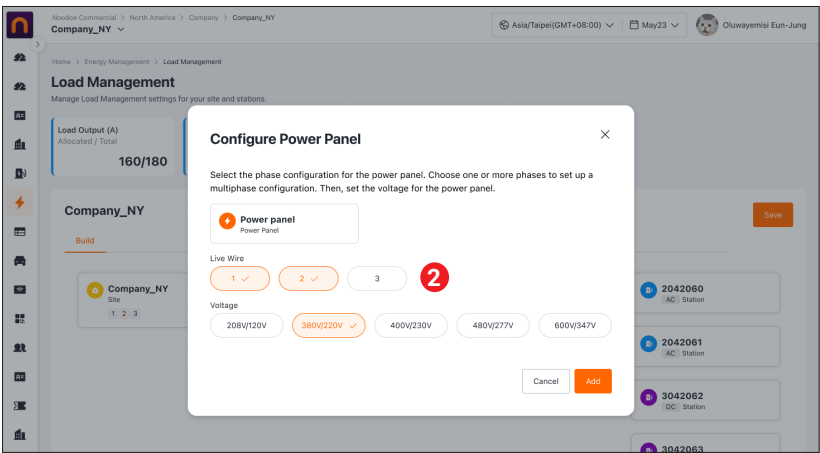 Noodoe Commercial > North America > Company > Company_NY
Company_NY
Asia/Taipei(GMT+08:00)
May23
Oluwayemisi Eun-Jung
Home > Energy Management > Load Management
Load Management
Manage Load Management settings for your site and stations.
Load Output (A)
Allocated / Total
160/180
Company_NY
Save
Build
Company_NY
Site
1 2 3
Configure Power Panel
Select the phase configuration for the power panel. Choose one or more phases to set up a
multiphase configuration. Then, set the voltage for the power panel.
Power panel
Power Panel
Live Wire
1 2 3
2
Voltage
208V/120V 380V/220V 400V/230V 480V/277V 600V/347V
Cancel Add
2042060
AC Station
2042061
AC Station
3042062
DC Station
3042063